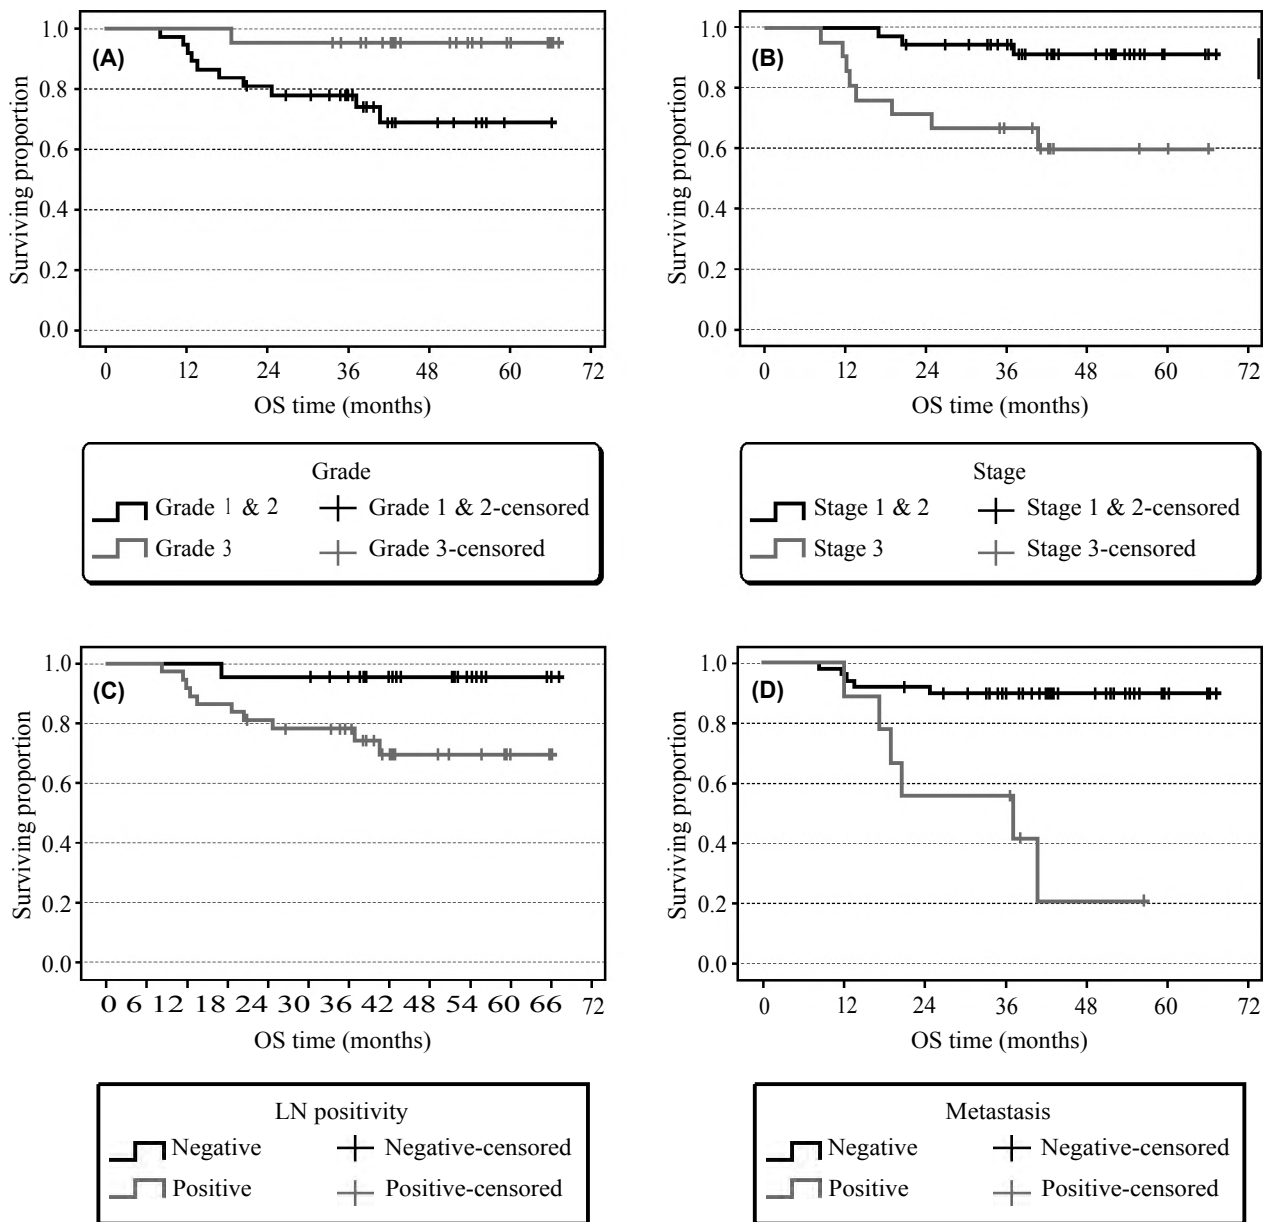 (A)
Surviving proportion
1.0
0.8
0.6
0.4
0.2
0.0
0 12 24 36 48 60 72
OS time (months)
Grade
Grade 1 & 2 Grade 1 & 2-censored
Grade 3 Grade 3-censored
(B)
Surviving proportion
1.0
0.8
0.6
0.4
0.2
0.0
0 12 24 36 48 60 72
OS time (months)
Stage
Stage 1 & 2 Stage 1 & 2-censored
Stage 3 Stage 3-censored
(C)
Surviving proportion
1.0
0.8
0.6
0.4
0.2
0.0
0 6 12 18 24 30 36 42 48 54 60 66 72
OS time (months)
LN positivity
Negative Negative-censored
Positive Positive-censored
(D)
Surviving proportion
1.0
0.8
0.6
0.4
0.2
0.0
0 12 24 36 48 60 72
OS time (months)
Metastasis
Negative Negative-censored
Positive Positive-censored